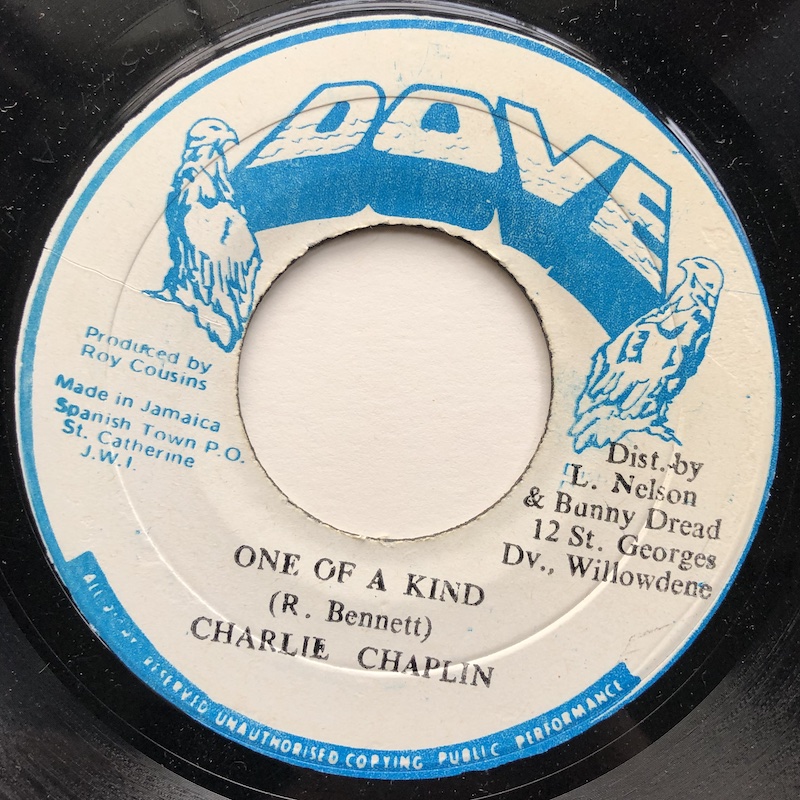 DOVE
Produced by
Roy Cousins
Made in Jamaica
Spanish Town P.O.
St. Catherine
J.W.I.
Dist. by
L. Nelson
& Bunny Dread
12 St. Georges
Dv., Willowdene
ONE OF A KIND
(R. Bennett)
CHARLIE CHAPLIN
RESERVED UNAUTHORISED COPYING PUBLIC PERFORMANCE